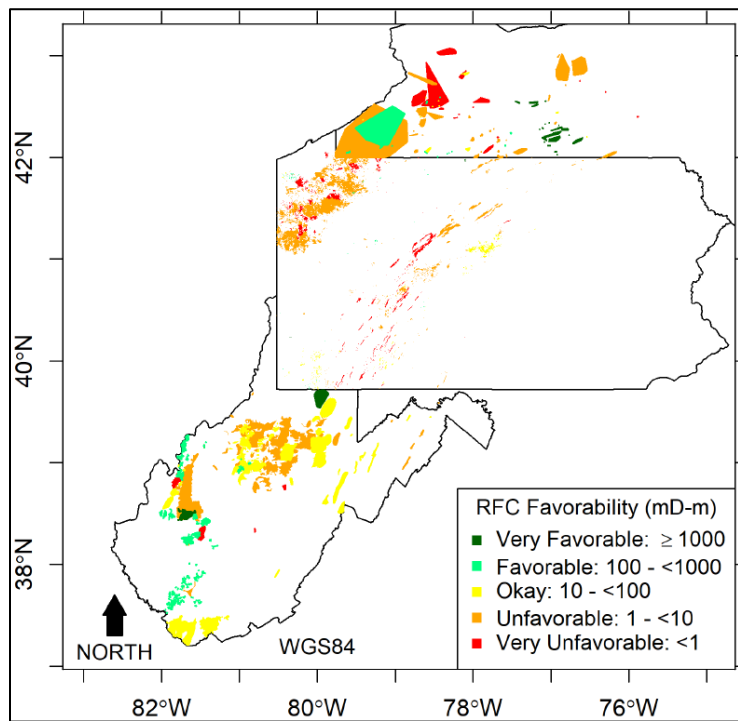 42°N
40°N
38°N
82°W
80°W
78°W
76°W
NORTH
WGS84
RFC Favorability (mD-m)
Very Favorable: ≥ 1000
Favorable: 100 - <1000
Okay: 10 - <100
Unfavorable: 1 - <10
Very Unfavorable: <1